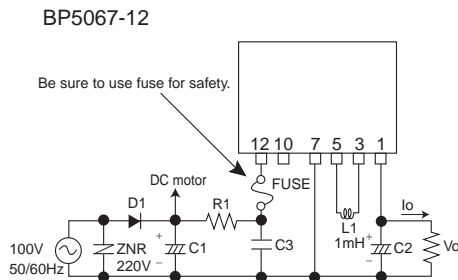 BP5067-12
Be sure to use fuse for safety.
12 10 7 5 3 1
DC motor
FUSE
D1
R1
Io
L1
1mH
+
+
ZNR
C1
C3
C2
Vo
100V
50/60Hz
220V
−
−